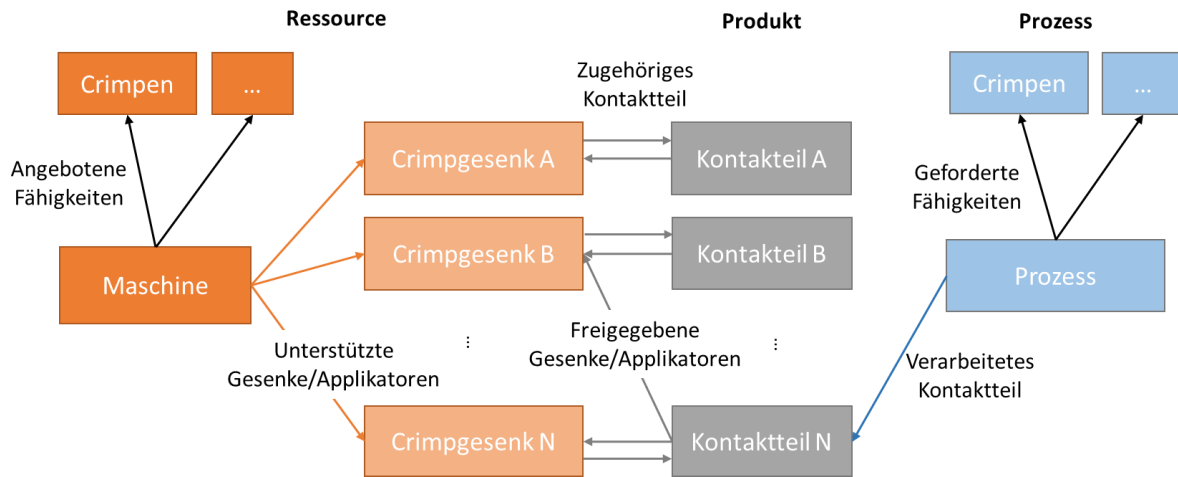 Ressource
Produkt
Prozess
Crimpen
...
Zugehöriges
Kontaktteil
Crimpen
...
Angebotene
Fähigkeiten
Crimpgesenk A
Kontakteil A
Geforderte
Fähigkeiten
Maschine
Crimpgesenk B
Kontakteil B
Prozess
Unterstützte
Gesenke/Applikatoren
...
Freigegebene
Gesenke/Applikatoren
...
Verarbeitetes
Kontaktteil
Crimpgesenk N
Kontaktteil N